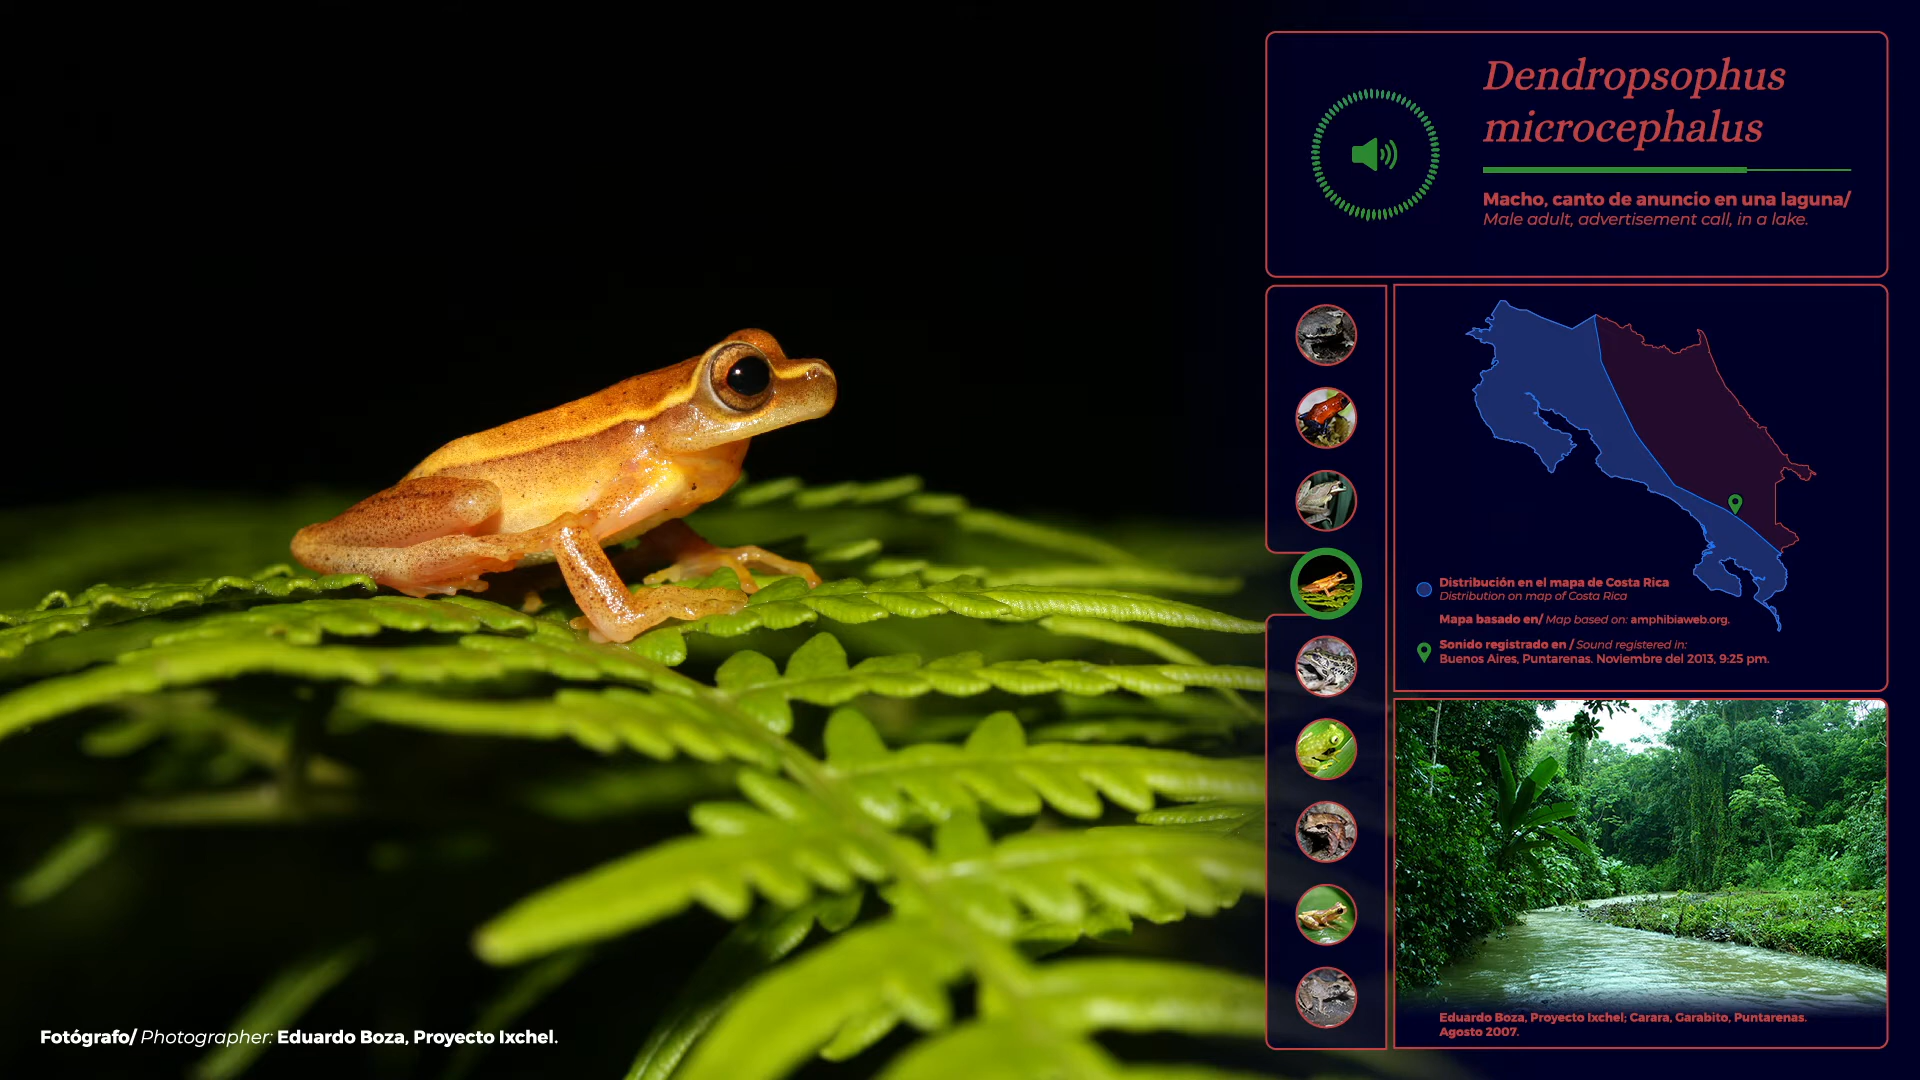 Dendropsophus
microcephalus
Macho, canto de anuncio en una laguna/
Male adult, advertisement call, in a lake.
Distribución en el mapa de Costa Rica
Distribution on map of Costa Rica
Mapa basado en/ Map based on: amphibiaweb.org.
Sonido registrado en / Sound registered in:
Buenos Aires, Puntarenas. Noviembre del 2013, 9:25 pm.
Eduardo Boza, Proyecto Ixchel; Carara, Garabito, Puntarenas.
Agosto 2007.
Fotógrafo/ Photographer: Eduardo Boza, Proyecto Ixchel.